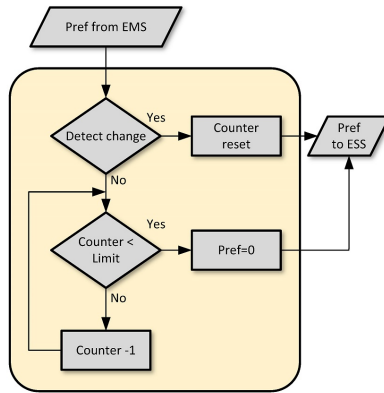 Pref from EMS
Yes
Detect change
Counter
reset
Pref
to ESS
No
Yes
Counter <
Limit
Pref=0
No
Counter -1